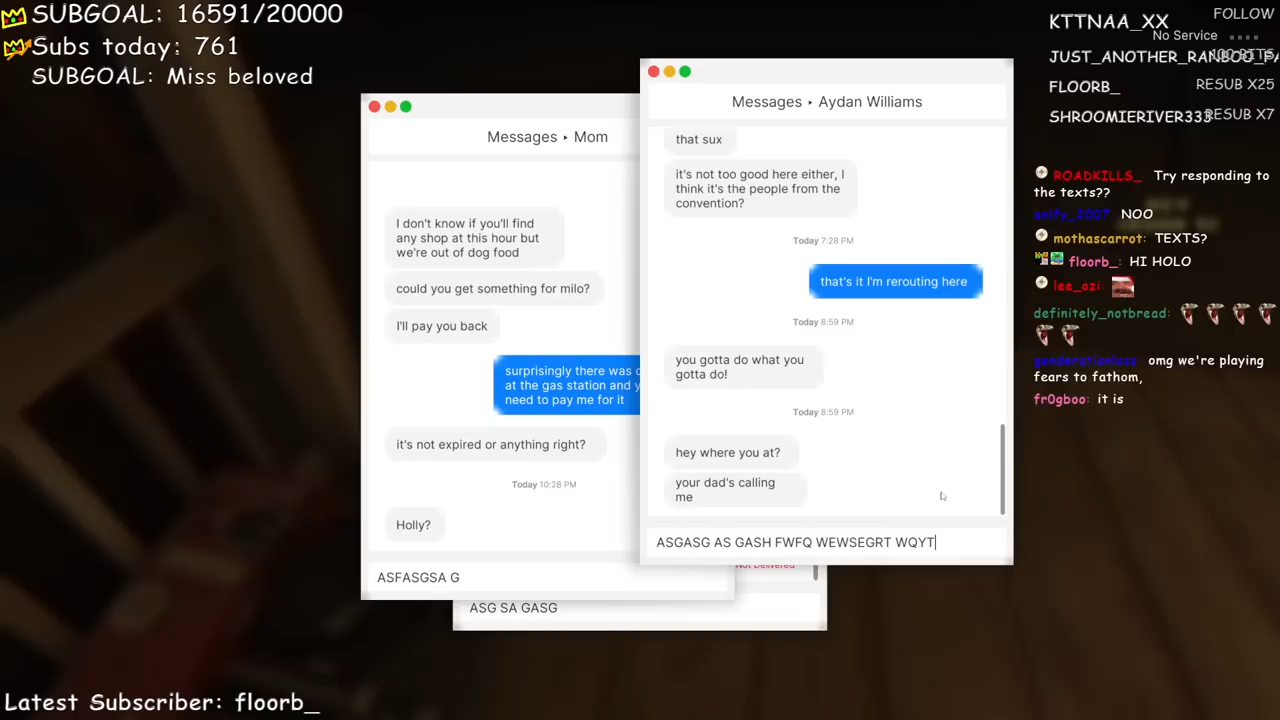 SUBGOAL: 16591/20000
Subs today: 761
SUBGOAL: Miss beloved
Messages ‣ Mom
I don't know if you'll find
any shop at this hour but
we're out of dog food
could you get something for milo?
I'll pay you back
surprisingly there was
at the gas station and
need to pay me for it
it's not expired or anything right?
Today 10:28 PM
Holly?
ASFASGSA G
Not Delivered
ASG SA GASG
Messages ‣ Aydan Williams
that sux
it's not too good here either, I
think it's the people from the
convention?
Today 7:28 PM
that's it I'm rerouting here
Today 8:59 PM
you gotta do what you
gotta do!
Today 8:59 PM
hey where you at?
your dad's calling
me
ASGASG AS GASH FWFQ WEWSEGRT WQYT
KTTNAA_XX FOLLOW
No Service
JUST_ANOTHER_RANBOO_FA 100 BITS
FLOORB_ RESUB X25
SHROOMIERIVER333 RESUB X7
ROADKILLS_ Try responding to
the texts??
NOO
mothascarrot: TEXTS?
floorb_: HI HOLO
lee_ozi:
definitely_notbread:
omg we're playing
fears to fathom,
fr0gboo: it is
Latest Subscriber: floorb_